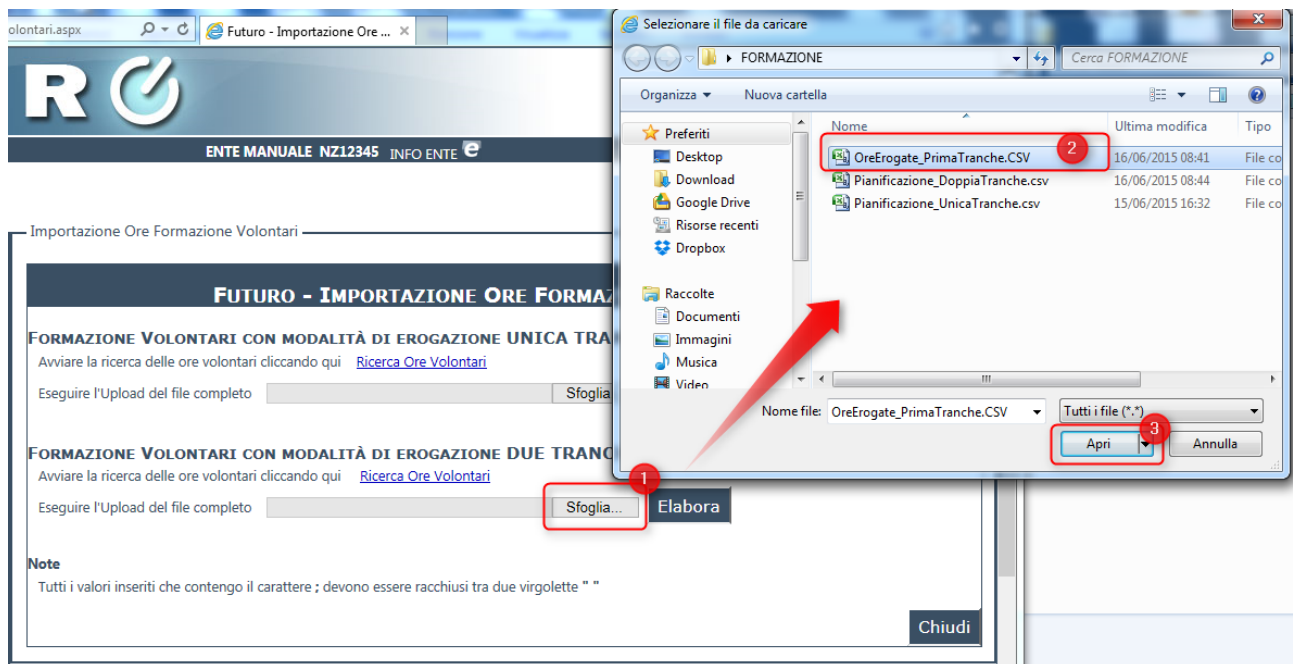 olontari.aspx
Futuro - Importazione Ore ... ×
R
ENTE MANUALE NZ12345 INFO ENTE e
Importazione Ore Formazione Volontari
FUTURO - IMPORTAZIONE ORE FORMAZ
FORMAZIONE VOLONTARI CON MODALITÀ DI EROGAZIONE UNICA TRA
Avviare la ricerca delle ore volontari cliccando qui Ricerca Ore Volontari
Eseguire l'Upload del file completo Sfoglia
FORMAZIONE VOLONTARI CON MODALITÀ DI EROGAZIONE DUE TRANC
Avviare la ricerca delle ore volontari cliccando qui Ricerca Ore Volontari
1
Eseguire l'Upload del file completo Sfoglia... Elabora
Note
Tutti i valori inseriti che contengo il carattere ; devono essere racchiusi tra due virgolette " "
Chiudi
Selezionare il file da caricare
FORMAZIONE Cerca FORMAZIONE
Organizza Nuova cartella
Preferiti
Desktop
Download
Google Drive
Risorse recenti
Dropbox
Raccolte
Documenti
Immagini
Musica
Video
Nome Ultima modifica Tipo
OreErogate_PrimaTranche.CSV 2 16/06/2015 08:41 File co
Pianificazione_DoppiaTranche.csv 16/06/2015 08:44 File co
Pianificazione_UnicaTranche.csv 15/06/2015 16:32 File co
Nome file: OreErogate_PrimaTranche.CSV Tutti i file (*.*)
3
Apri Annulla